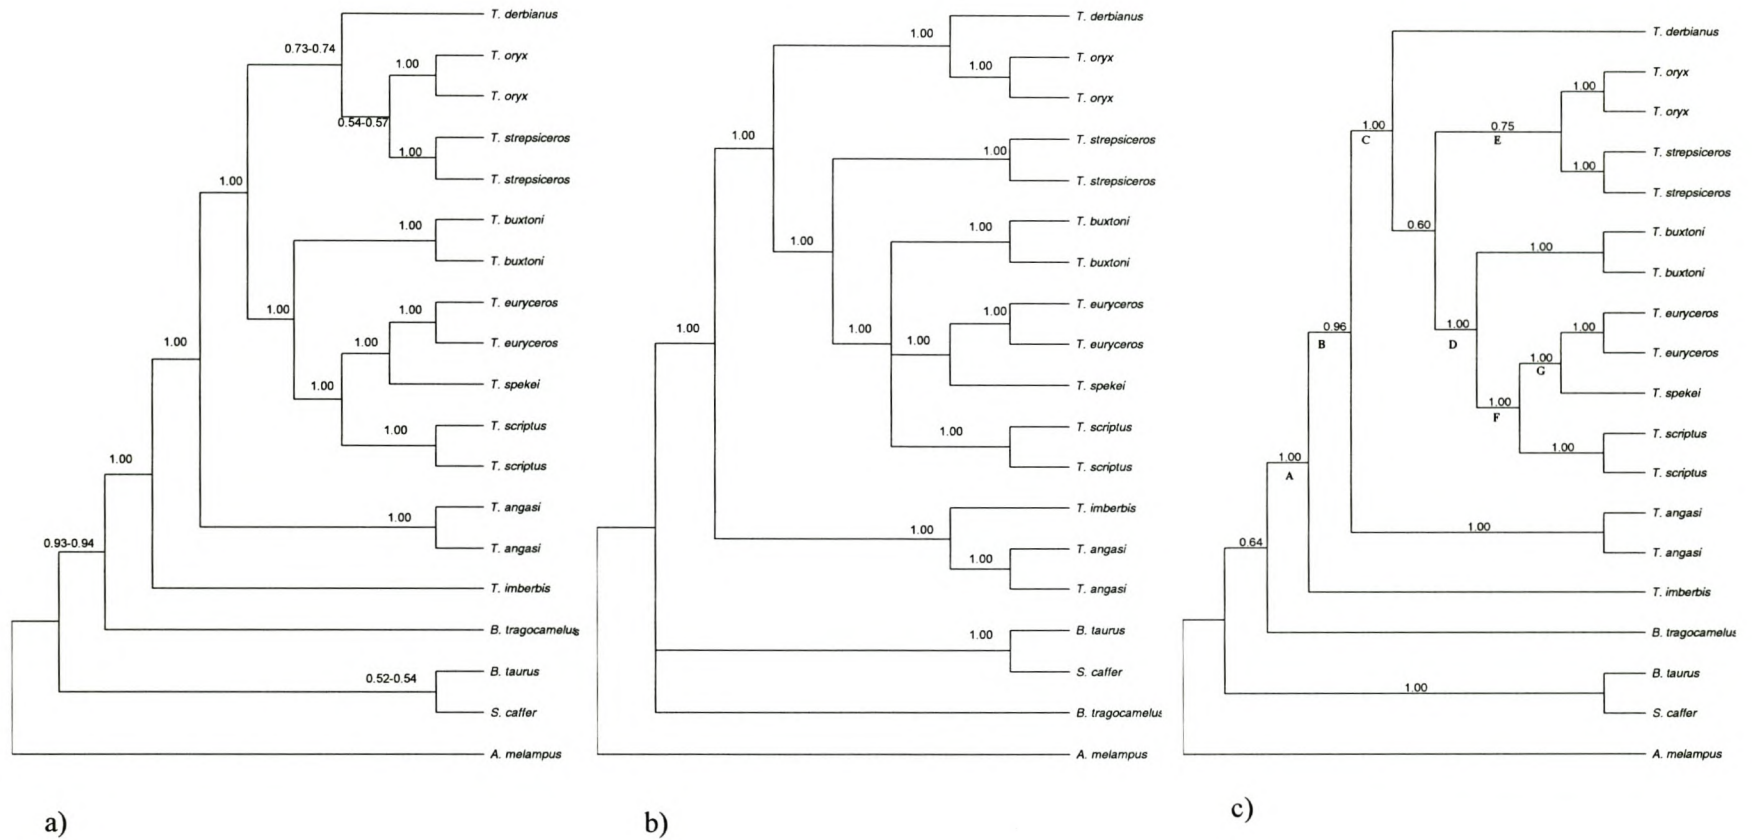 T. derbianus
0.73-0.74
T. oryx
1.00
T. oryx
0.54-0.57
T. strepsiceros
1.00
T. strepsiceros
1.00
T. buxtoni
1.00
T. buxtoni
T. euryceros
1.00
1.00
T. euryceros
1.00
1.00
T. spekei
1.00
T. scriptus
1.00
T. scriptus
1.00
T. angasi
1.00
T. angasi
0.93-0.94
T. imberbis
B. tragocamelus
B. taurus
0.52-0.54
S. caffer
A. melampus
a)
T. derbianus
1.00
T. oryx
1.00
T. oryx
1.00
T. strepsiceros
1.00
T. strepsiceros
T. buxtoni
1.00
1.00
T. buxtoni
T. euryceros
1.00
1.00
1.00
1.00
T. euryceros
T. spekei
T. scriptus
1.00
T. scriptus
T. imberbis
1.00
T. angasi
1.00
T. angasi
B. taurus
1.00
S. caffer
B. tragocamelus
A. melampus
b)
T. derbianus
T. oryx
1.00
T. oryx
1.00
C
0.75
E
T. strepsiceros
1.00
T. strepsiceros
0.60
T. buxtoni
1.00
T. buxtoni
T. euryceros
1.00
0.96
B
1.00
D
T. euryceros
1.00
G
T. spekei
1.00
F
T. scriptus
1.00
T. scriptus
1.00
A
T. angasi
1.00
0.64
T. angasi
T. imberbis
B. tragocamelus
B. taurus
1.00
S. caffer
A. melampus
c)